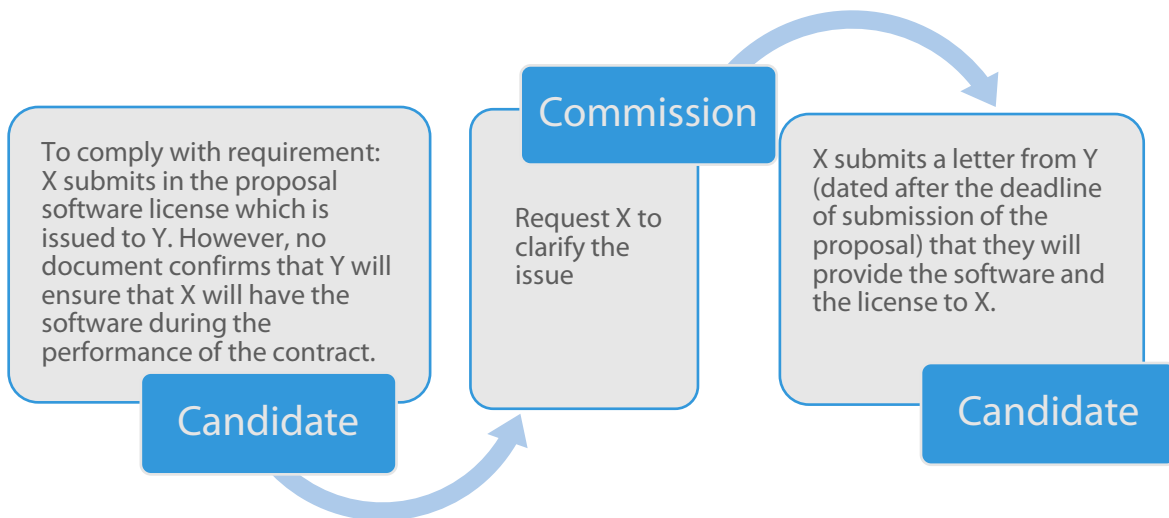 To comply with requirement:
X submits in the proposal
software license which is
issued to Y. However, no
document confirms that Y will
ensure that X will have the
software during the
performance of the contract.
Candidate
Commission
Request X to
clarify the
issue
X submits a letter from Y
(dated after the deadline
of submission of the
proposal) that they will
provide the software and
the license to X.
Candidate